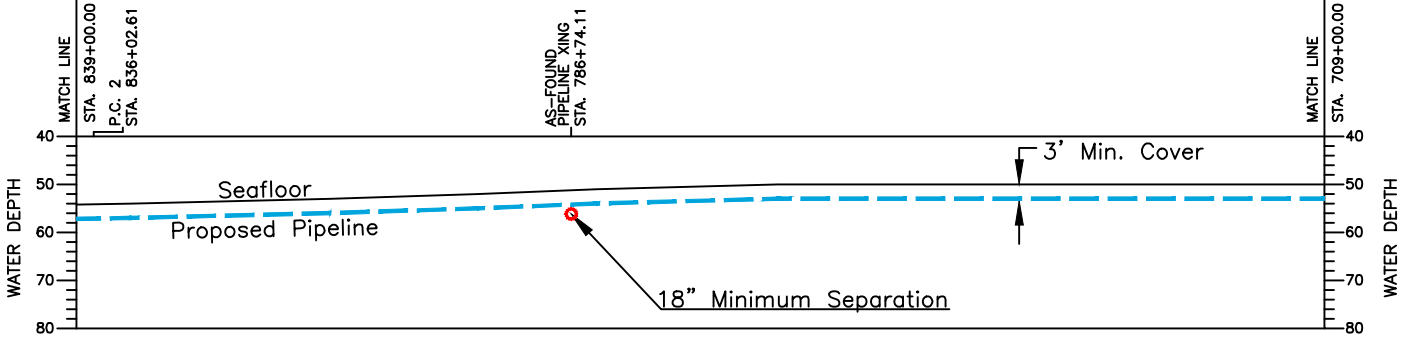 MATCH LINE
STA. 839+00.00
P.C. 2
STA. 836+02.61
AS-FOUND
PIPELINE XING
STA. 786+74.11
MATCH LINE
STA. 709+00.00
40
50
60
70
80
WATER DEPTH
Seafloor
Proposed Pipeline
3' Min. Cover
18" Minimum Separation
40
50
60
70
80
WATER DEPTH